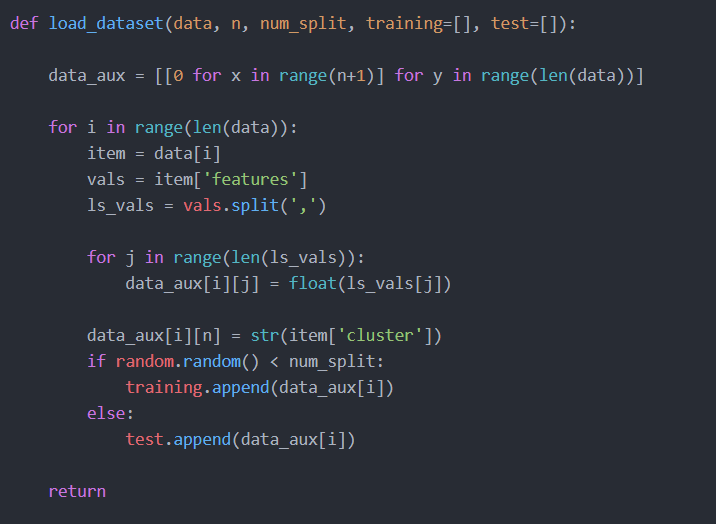 def load_dataset(data, n, num_split, training=[], test=[]):
    data_aux = [[0 for x in range(n+1)] for y in range(len(data))]
    for i in range(len(data)):
        item = data[i]
        vals = item['features']
        ls_vals = vals.split(',')
        for j in range(len(ls_vals)):
            data_aux[i][j] = float(ls_vals[j])
        data_aux[i][n] = str(item['cluster'])
        if random.random() < num_split:
            training.append(data_aux[i])
        else:
            test.append(data_aux[i])
    return